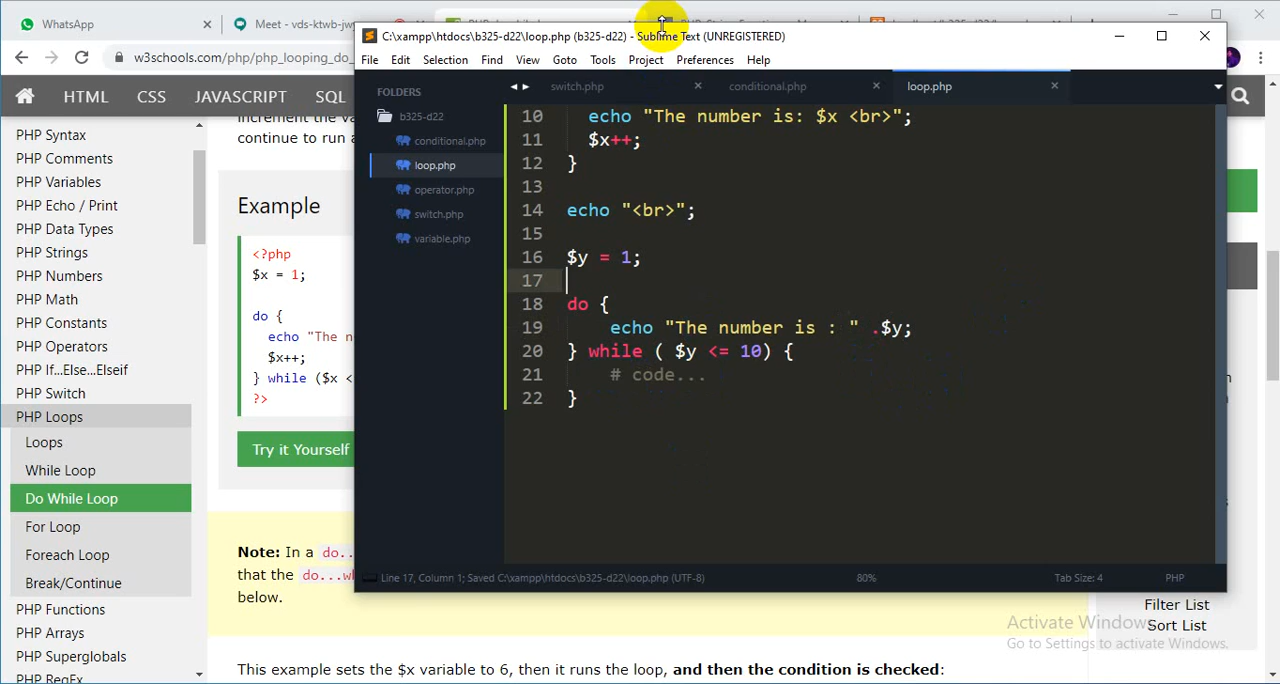 WhatsApp
Meet - vds-ktwb-jw
C:\xampp\htdocs\b325-d22\loop.php (b325-d22) - Sublime Text (UNREGISTERED)
w3schools.com/php/php_looping_do_
File Edit Selection Find View Goto Tools Project Preferences Help
HTML CSS JAVASCRIPT SQL
FOLDERS
b325-d22
conditional.php
loop.php
operator.php
switch.php
variable.php
switch.php
conditional.php
loop.php
10 echo "The number is: $x <br>";
11 $x++;
12 }
13
14 echo "<br>";
15
16 $y = 1;
17
18 do {
19 echo "The number is : " .$y;
20 } while ( $y <= 10) {
21 # code...
22 }
Line 17, Column 1; Saved C:\xampp\htdocs\b325-d22\loop.php (UTF-8)
80%
Tab Size: 4
PHP
PHP Syntax
PHP Comments
PHP Variables
PHP Echo / Print
PHP Data Types
PHP Strings
PHP Numbers
PHP Math
PHP Constants
PHP Operators
PHP If...Else...Elseif
PHP Switch
PHP Loops
Loops
While Loop
Do While Loop
For Loop
Foreach Loop
Break/Continue
PHP Functions
PHP Arrays
PHP Superglobals
PHP RegEx
increment the va
continue to run a
Example
<?php
$x = 1;
do {
echo "The n
$x++;
} while ($x <
?>
Try it Yourself
Note: In a do..
that the do...wh
below.
This example sets the $x variable to 6, then it runs the loop, and then the condition is checked:
Filter List
Sort List
Activate Windows
Go to Settings to activate Windows.